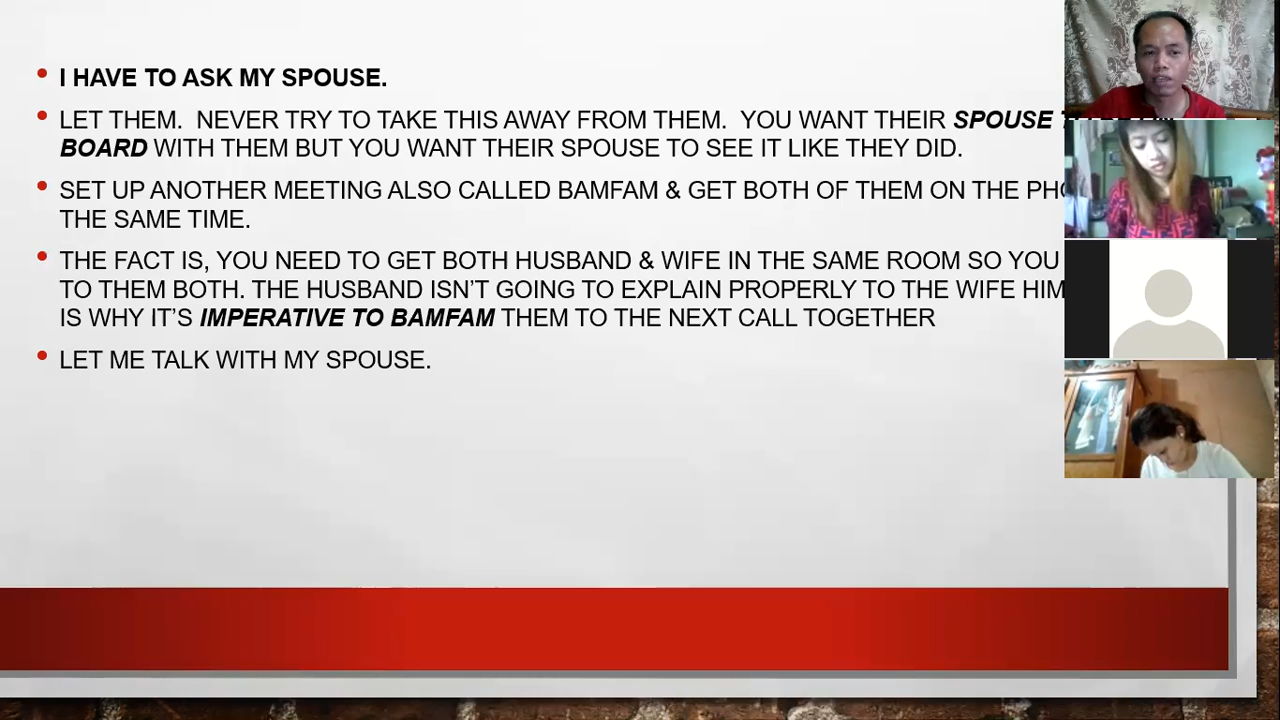 I HAVE TO ASK MY SPOUSE.
LET THEM. NEVER TRY TO TAKE THIS AWAY FROM THEM. YOU WANT THEIR SPOUSE
BOARD WITH THEM BUT YOU WANT THEIR SPOUSE TO SEE IT LIKE THEY DID.
SET UP ANOTHER MEETING ALSO CALLED BAMFAM & GET BOTH OF THEM ON THE
THE SAME TIME.
THE FACT IS, YOU NEED TO GET BOTH HUSBAND & WIFE IN THE SAME ROOM SO YOU
TO THEM BOTH. THE HUSBAND ISN'T GOING TO EXPLAIN PROPERLY TO THE WIFE
IS WHY IT'S IMPERATIVE TO BAMFAM THEM TO THE NEXT CALL TOGETHER
LET ME TALK WITH MY SPOUSE.